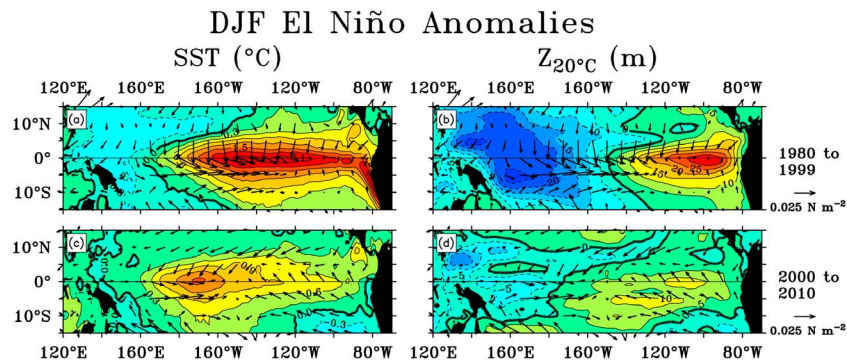 DJF El Niño Anomalies
SST (°C)
Z20°C (m)
120°E 160°E 160°W 120°W 80°W
120°E 160°E 160°W 120°W 80°W
10°N
0°
10°S
(a)
(b)
1980 to
1999
0.025 N m⁻²
10°N
0°
10°S
(c)
(d)
2000 to
2010
0.025 N m⁻²
120°E 160°E 160°W 120°W 80°W
120°E 160°E 160°W 120°W 80°W